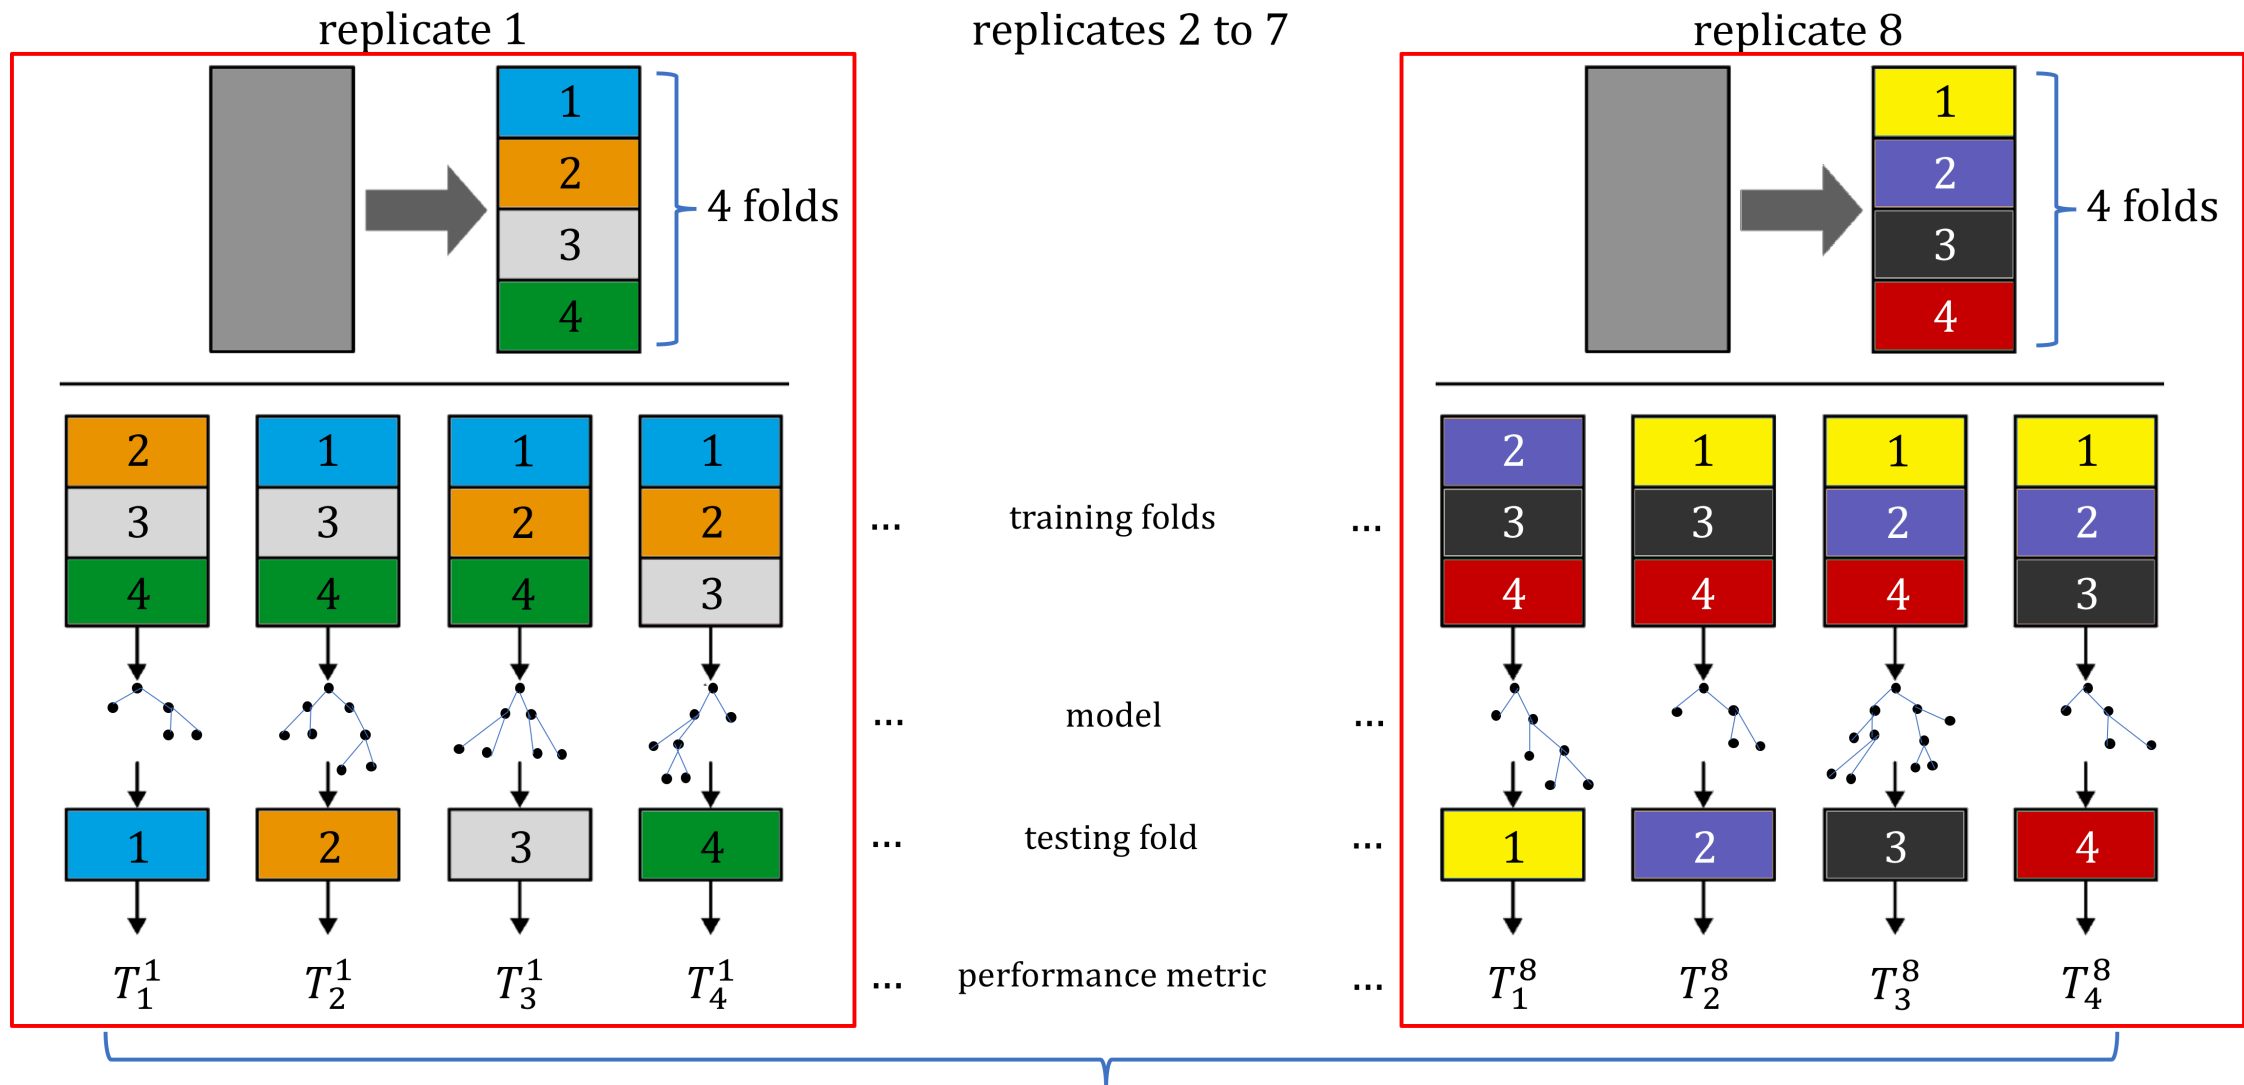 replicate 1 replicates 2 to 7 replicate 8
1 1
2 2
4 folds 4 folds
3 3
4 4
2 1 1 1 2 1 1 1
3 3 2 2 ... training folds ... 3 3 2 2
4 4 4 3 4 4 4 3
... model ...
1 2 3 4 ... testing fold ... 1 2 3 4
T₁¹ T₂¹ T₃¹ T₄¹ ... performance metric ... T₁⁸ T₂⁸ T₃⁸ T₄⁸